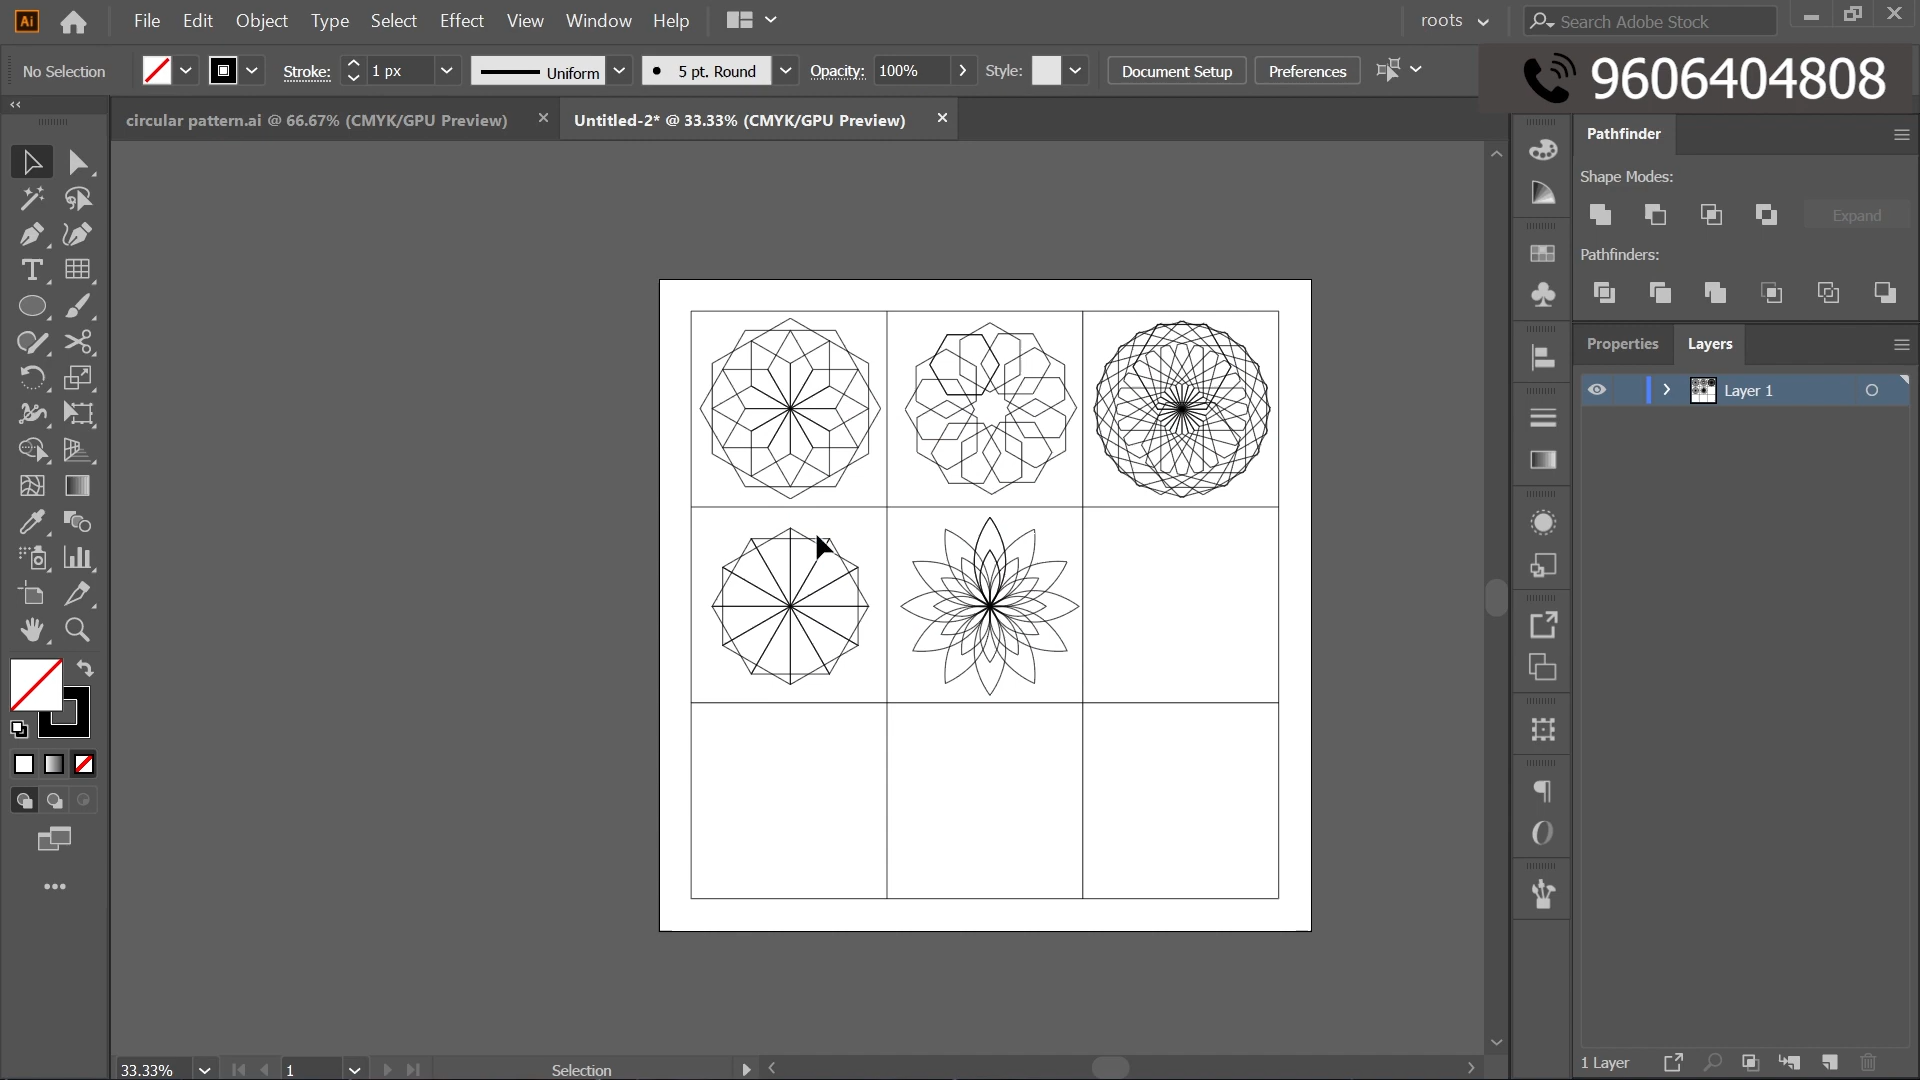 Ai File Edit Object Type Select Effect View Window Help roots Search Adobe Stock
No Selection Stroke: 1 px Uniform 5 pt. Round Opacity: 100% Style: Document Setup Preferences 9606404808
circular pattern.ai @ 66.67% (CMYK/GPU Preview) Untitled-2* @ 33.33% (CMYK/GPU Preview)
Pathfinder
Shape Modes:
Expand
Pathfinders:
Properties Layers
Layer 1
33.33% 1 Selection 1 Layer